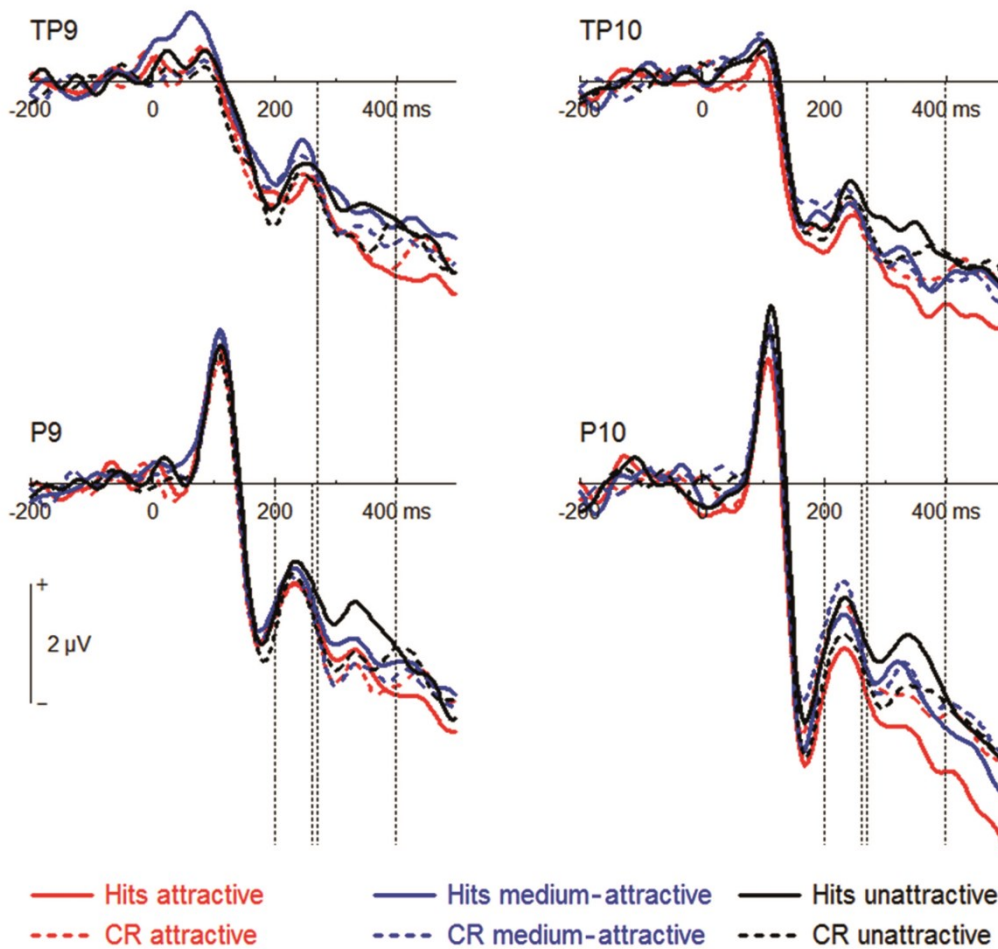 TP9 TP10
-200 0 200 400 ms -200 0 200 400 ms
P9 P10
-200 0 200 400 ms -200 0 200 400 ms
+
2 µV
−
Hits attractive Hits medium-attractive Hits unattractive
CR attractive CR medium-attractive CR unattractive